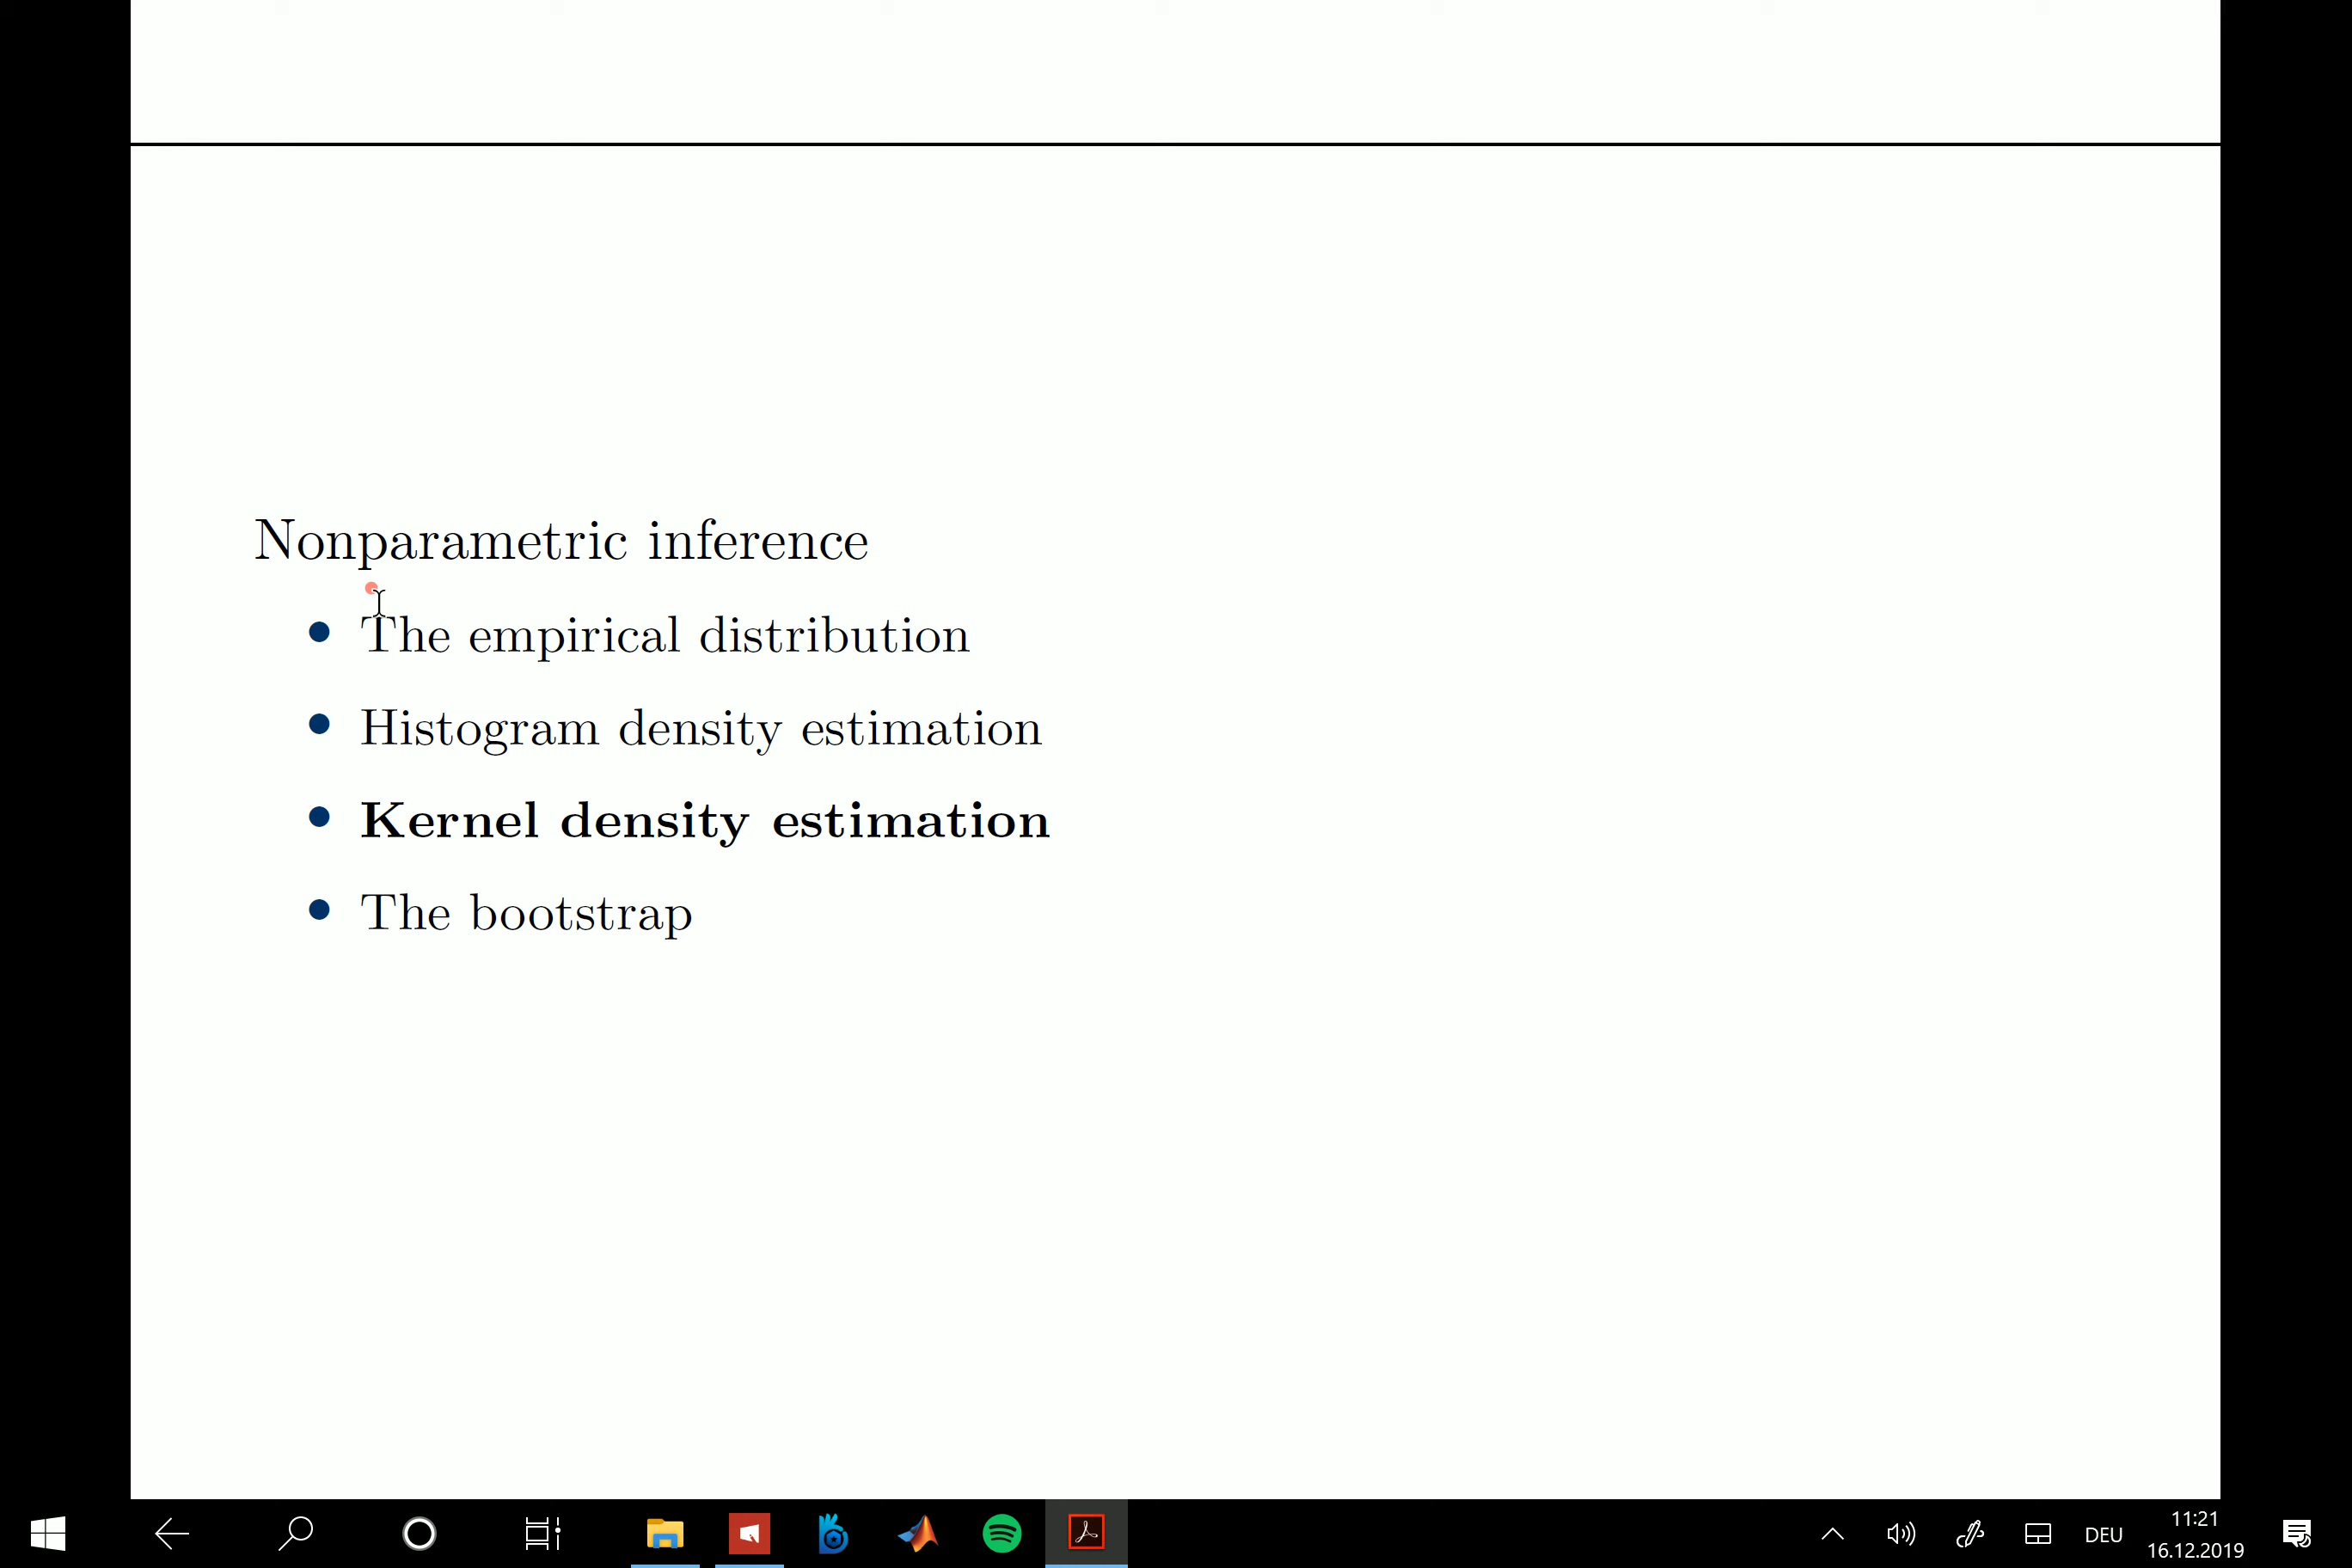 Nonparametric inference
The empirical distribution
Histogram density estimation
Kernel density estimation
The bootstrap
DEU
11:21
16.12.2019